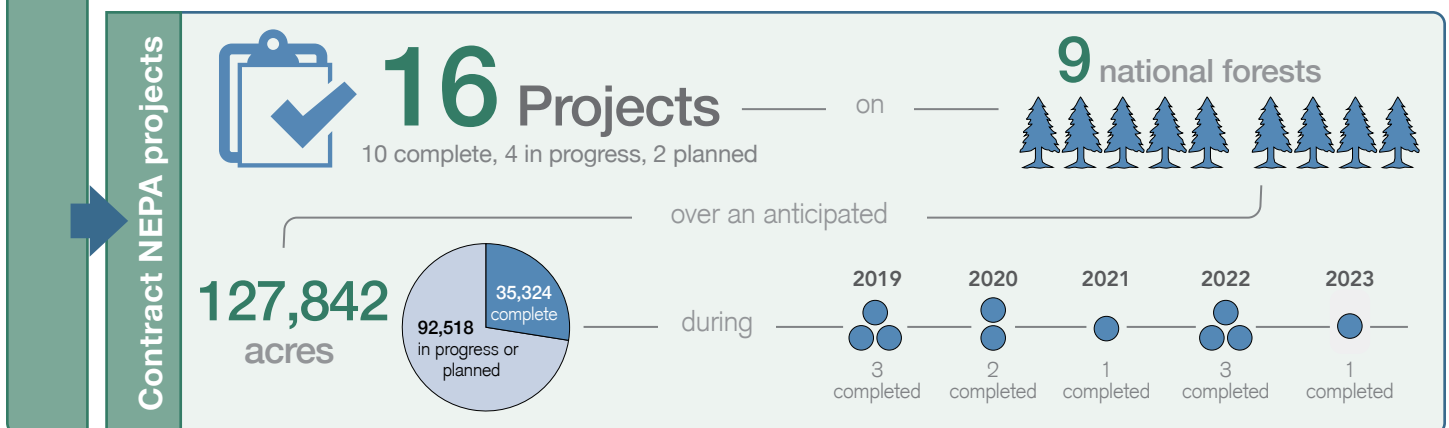 Contract NEPA projects
16 Projects
10 complete, 4 in progress, 2 planned
on
9 national forests
over an anticipated
127,842
acres
35,324
complete
92,518
in progress or
planned
during
2019
3
completed
2020
2
completed
2021
1
completed
2022
3
completed
2023
1
completed